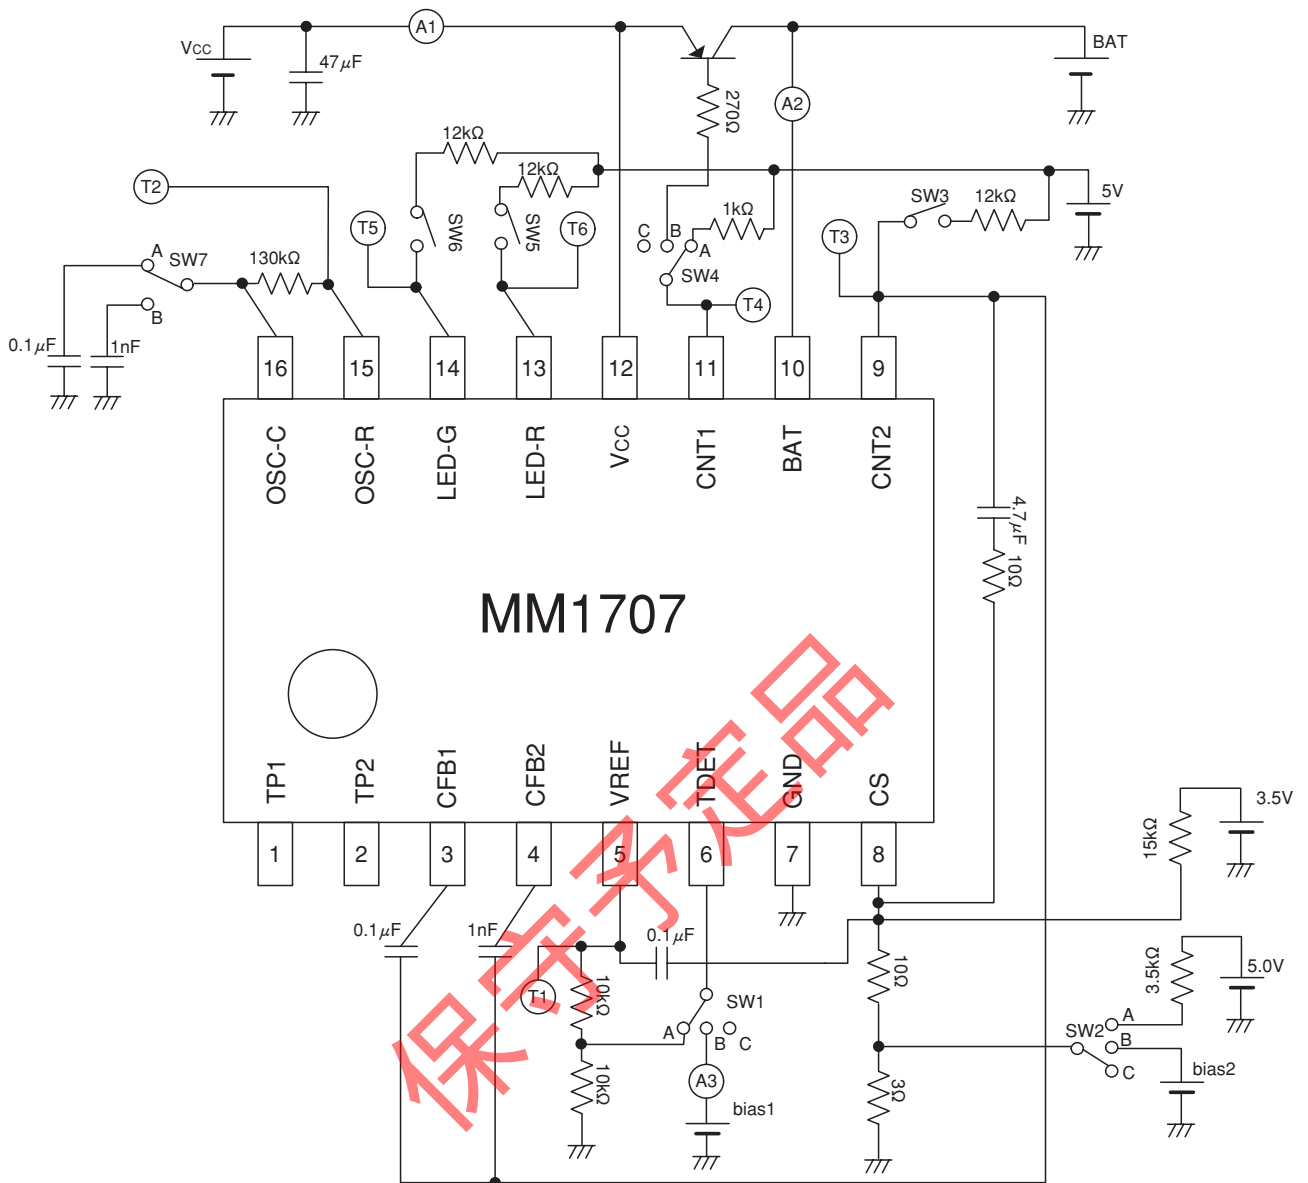 A1
Vcc
47μF
BAT
270Ω
A2
12kΩ
12kΩ
5V
T2
T5
SW6
SW5
T6
1kΩ
C
B
A
SW4
T4
T3
SW3
12kΩ
A
SW7
130kΩ
B
0.1μF
1nF
16
15
14
13
12
11
10
9
OSC-C
OSC-R
LED-G
LED-R
Vcc
CNT1
BAT
CNT2
4.7μF
10Ω
MM1707
TP1
TP2
CFB1
CFB2
VREF
TDET
GND
CS
1
2
3
4
5
6
7
8
3.5V
15kΩ
0.1μF
1nF
0.1μF
T1
10kΩ
10kΩ
SW1
A
B
C
A3
bias1
10Ω
3Ω
3.5kΩ
5.0V
SW2
A
B
C
bias2
保守予定品